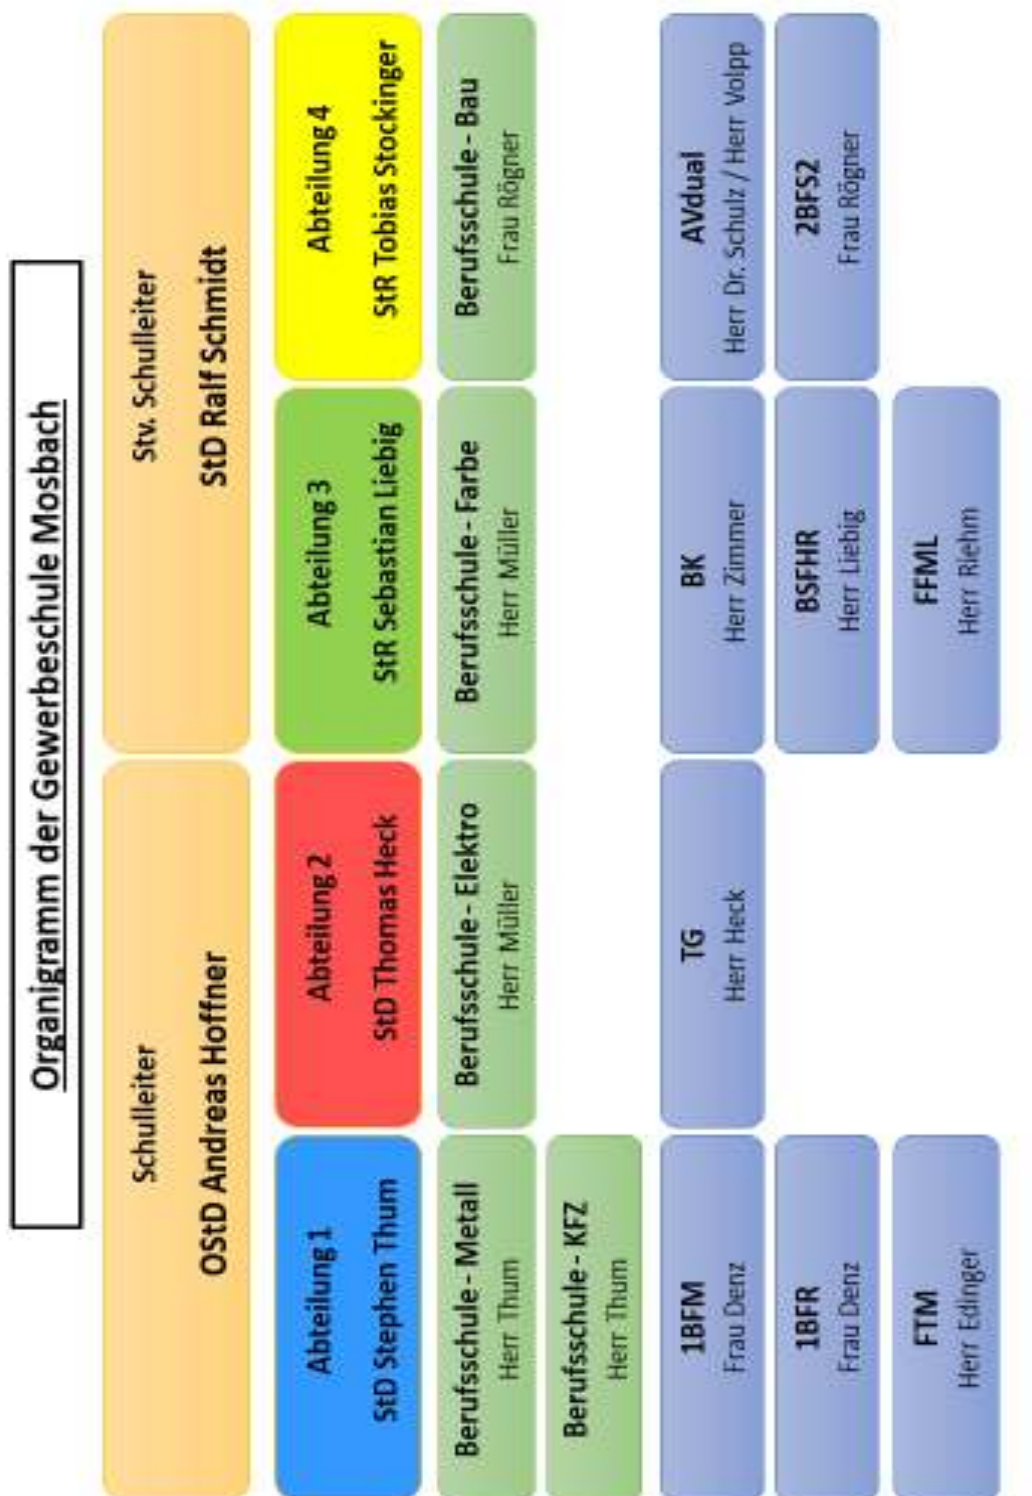 Organigramm der Gewerbeschule Mosbach
Schulleiter
OStD Andreas Hoffner
Stv. Schulleiter
StD Ralf Schmidt
Abteilung 1
StD Stephen Thum
Abteilung 2
StD Thomas Heck
Abteilung 3
StR Sebastian Liebig
Abteilung 4
StR Tobias Stockinger
Berufsschule - Metall
Herr Thum
Berufsschule - Elektro
Herr Müller
Berufsschule - Farbe
Herr Müller
Berufsschule - Bau
Frau Rögner
Berufsschule - KFZ
Herr Thum
1BFM
Frau Denz
TG
Herr Heck
BK
Herr Zimmer
AVdual
Herr Dr. Schulz / Herr Volpp
1BFR
Frau Denz
BSFHR
Herr Liebig
2BFS2
Frau Rögner
FTM
Herr Edinger
FFML
Herr Riehm